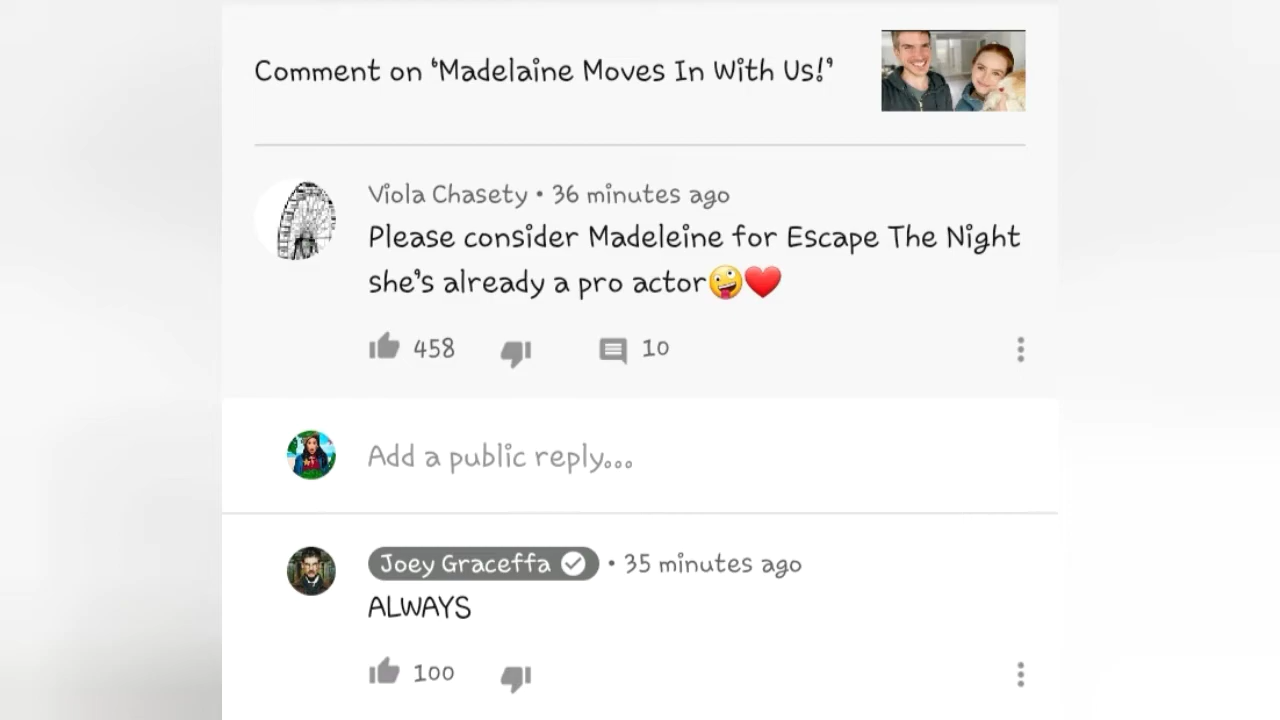 Comment on 'Madelaine Moves In With Us!'
Viola Chasety • 36 minutes ago
Please consider Madeleine for Escape The Night
she's already a pro actor🤪❤️
458 10
Add a public reply...
Joey Graceffa • 35 minutes ago
ALWAYS
100